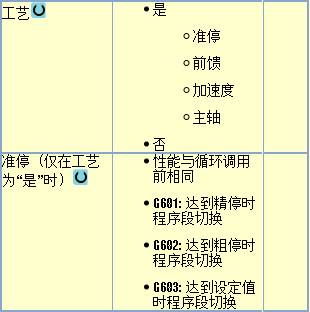 工艺
是
准停
前馈
加速度
主轴
否
准停（仅在工艺
为“是”时）
性能与循环调用
前相同
G601: 达到精停时
程序段切换
G602: 达到粗停时
程序段切换
G603: 达到设定值
时程序段切换